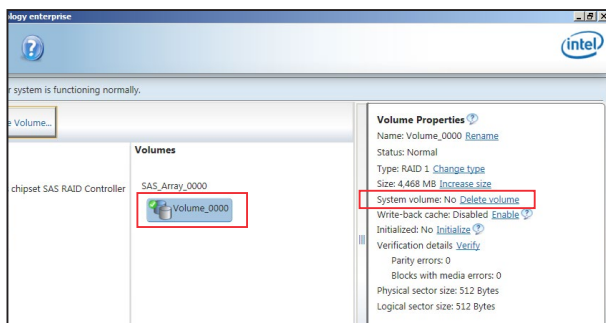 ology enterprise
intel
r system is functioning normally.
e Volume...
Volumes
chipset SAS RAID Controller
SAS_Array_0000
Volume_0000
Volume Properties ?
Name: Volume_0000 Rename
Status: Normal
Type: RAID 1 Change type
Size: 4,468 MB Increase size
System volume: No Delete volume
Write-back cache: Disabled Enable ?
Initialized: No Initialize ?
Verification details Verify
Parity errors: 0
Blocks with media errors: 0
Physical sector size: 512 Bytes
Logical sector size: 512 Bytes